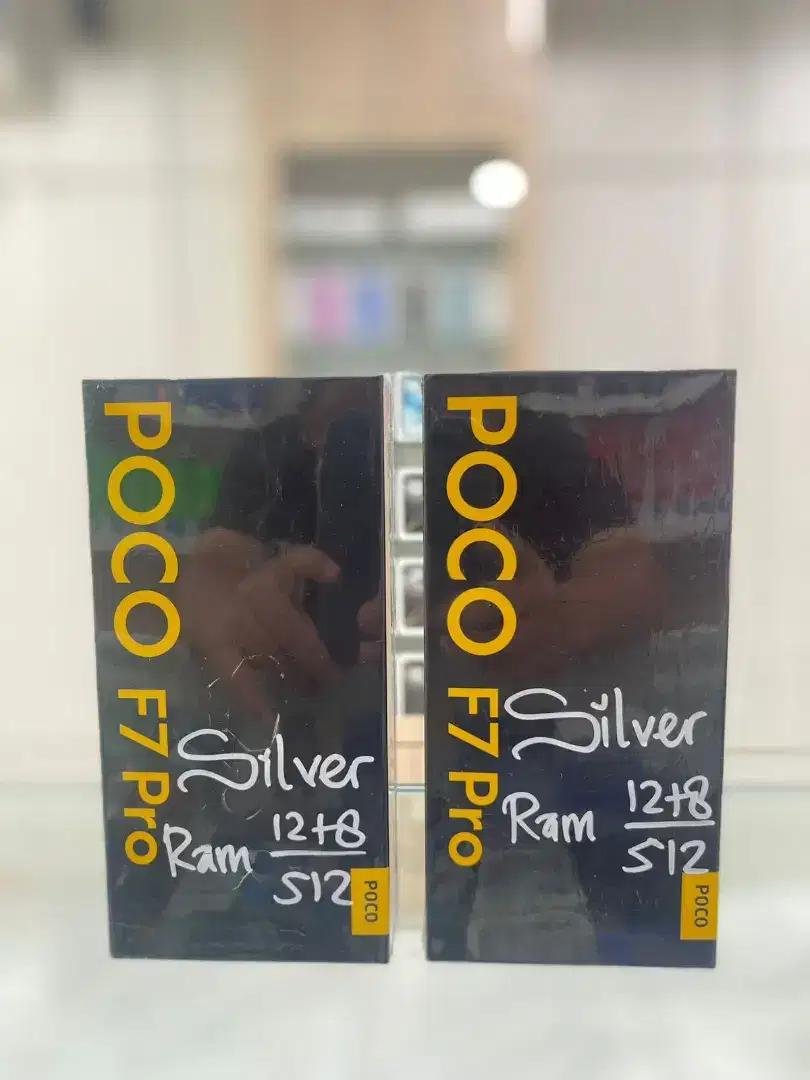 POCO F7 Pro
Silver
Ram 12+8
512
POCO
POCO F7 Pro
Silver
Ram 12+8
512
POCO